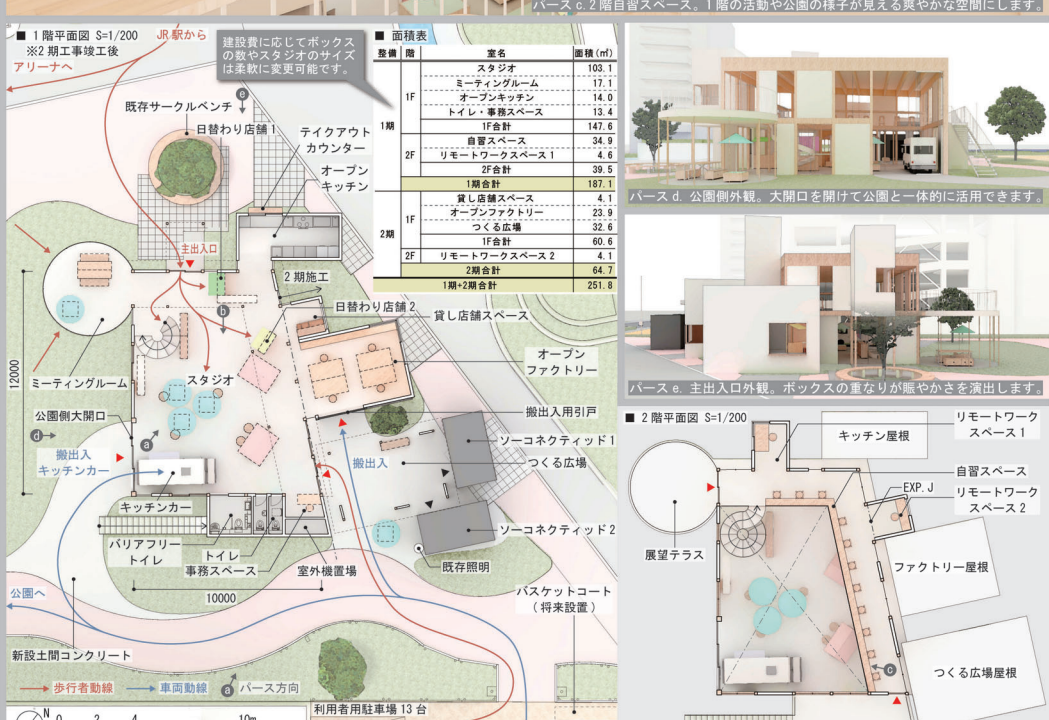 パース c. 2 階自習スペース。1 階の活動や公園の様子が見える爽やかな空間にします。
■ 1 階平面図 S=1/200
※2 期工事竣工後
JR 駅から
アリーナへ
建設費に応じてボックス
の数やスタジオのサイズ
は柔軟に変更可能です。
e
既存サークルベンチ
日替わり店舗 1
テイクアウト
カウンター
オープン
キッチン
主出入口
2 期施工
b
日替わり店舗 2
貸し店舗スペース
12000
ミーティングルーム
スタジオ
オープン
ファクトリー
公園側大開口
d
a
搬出入
キッチンカー
搬出入用引戸
搬出入
ソーコネクティッド 1
つくる広場
キッチンカー
ソーコネクティッド 2
バリアフリー
トイレ
トイレ
事務スペース
室外機置場
既存照明
10000
公園へ
バスケットコート
( 将来設置 )
新設土間コンクリート
歩行者動線
車両動線
a パース方向
利用者用駐車場 13 台
N 0 2 4 10m
■ 面積表
整備 階 室名 面積 (㎡)
1期 1F スタジオ 103.1
ミーティングルーム 17.1
オープンキッチン 14.0
トイレ・事務スペース 13.4
1F合計 147.6
2F 自習スペース 34.9
リモートワークスペース 1 4.6
2F合計 39.5
1期合計 187.1
2期 1F 貸し店舗スペース 4.1
オープンファクトリー 23.9
つくる広場 32.6
1F合計 60.6
2F リモートワークスペース 2 4.1
2期合計 64.7
1期+2期合計 251.8
パース d. 公園側外観。大開口を開けて公園と一体的に活用できます。
パース e. 主出入口外観。ボックスの重なりが賑やかさを演出します。
■ 2 階平面図 S=1/200
キッチン屋根
リモートワーク
スペース 1
自習スペース
EXP.J
リモートワーク
スペース 2
展望テラス
ファクトリー屋根
c
つくる広場屋根